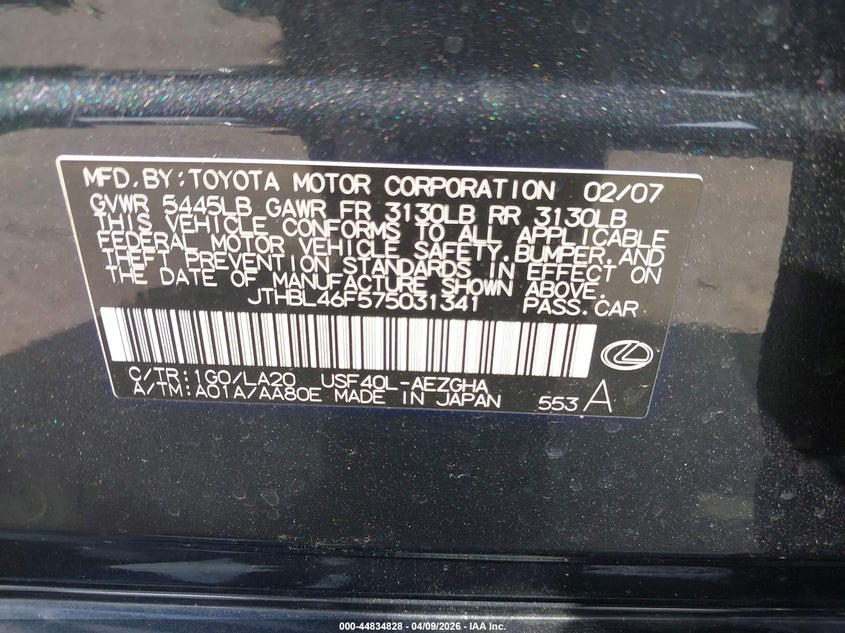 MFD. BY: TOYOTA MOTOR CORPORATION 02/07
GVWR 5445LB GAWR FR 3130LB RR 3130LB
THIS VEHICLE CONFORMS TO ALL APPLICABLE
FEDERAL MOTOR VEHICLE SAFETY, BUMPER, AND
THEFT PREVENTION STANDARDS IN EFFECT ON
THE DATE OF MANUFACTURE SHOWN ABOVE.
JTHBL46F575031341 PASS. CAR
C/TR: 1G0/LA20 USF40L-AEZGHA
A/TM: A01A/AA80E MADE IN JAPAN 553 A
000-44834828 - 04/09/2026 - IAA Inc.